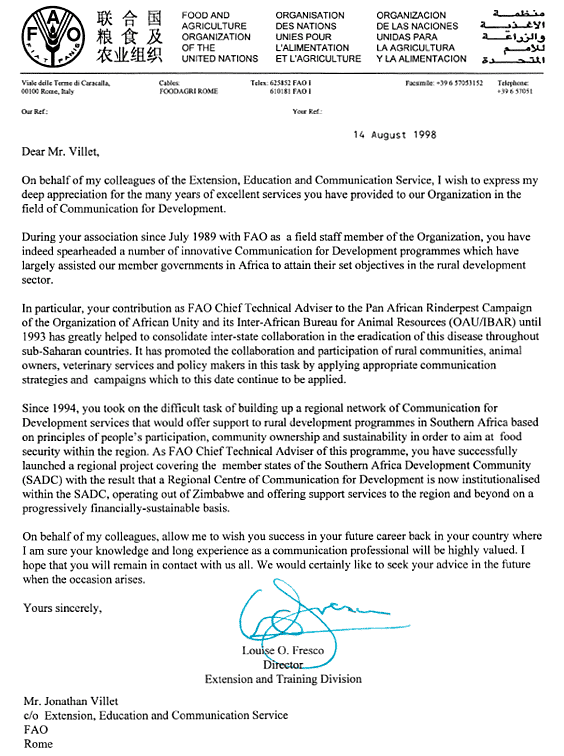 FAO
FIAT PANIS
联合国
粮食及
农业组织
FOOD AND
AGRICULTURE
ORGANIZATION
OF THE
UNITED NATIONS
ORGANISATION
DES NATIONS
UNIES POUR
L'ALIMENTATION
ET L'AGRICULTURE
ORGANIZACION
DE LAS NACIONES
UNIDAS PARA
LA AGRICULTURA
Y LA ALIMENTACION
منظمة
الاغذية
والزراعة
للامم
المتحدة
Viale delle Terme di Caracalla,
00100 Rome, Italy
Cables:
FOODAGRI ROME
Telex: 625852 FAO I
610181 FAO I
Facsimile: +39 6 57053152
Telephone:
+39 6 57051
Our Ref.:
Your Ref.:
14 August 1998
Dear Mr. Villet,
On behalf of my colleagues of the Extension, Education and Communication Service, I wish to express my
deep appreciation for the many years of excellent services you have provided to our Organization in the
field of Communication for Development.
During your association since July 1989 with FAO as a field staff member of the Organization, you have
indeed spearheaded a number of innovative Communication for Development programmes which have
largely assisted our member governments in Africa to attain their set objectives in the rural development
sector.
In particular, your contribution as FAO Chief Technical Adviser to the Pan African Rinderpest Campaign
of the Organization of African Unity and its Inter-African Bureau for Animal Resources (OAU/IBAR) until
1993 has greatly helped to consolidate inter-state collaboration in the eradication of this disease throughout
sub-Saharan countries. It has promoted the collaboration and participation of rural communities, animal
owners, veterinary services and policy makers in this task by applying appropriate communication
strategies and campaigns which to this date continue to be applied.
Since 1994, you took on the difficult task of building up a regional network of Communication for
Development services that would offer support to rural development programmes in Southern Africa based
on principles of people's participation, community ownership and sustainability in order to aim at food
security within the region. As FAO Chief Technical Adviser of this programme, you have successfully
launched a regional project covering the member states of the Southern Africa Development Community
(SADC) with the result that a Regional Centre of Communication for Development is now institutionalised
within the SADC, operating out of Zimbabwe and offering support services to the region and beyond on a
progressively financially-sustainable basis.
On behalf of my colleagues, allow me to wish you success in your future career back in your country where
I am sure your knowledge and long experience as a communication professional will be highly valued. I
hope that you will remain in contact with us all. We would certainly like to seek your advice in the future
when the occasion arises.
Yours sincerely,
Louise O. Fresco
Director
Extension and Training Division
Mr. Jonathan Villet
c/o Extension, Education and Communication Service
FAO
Rome